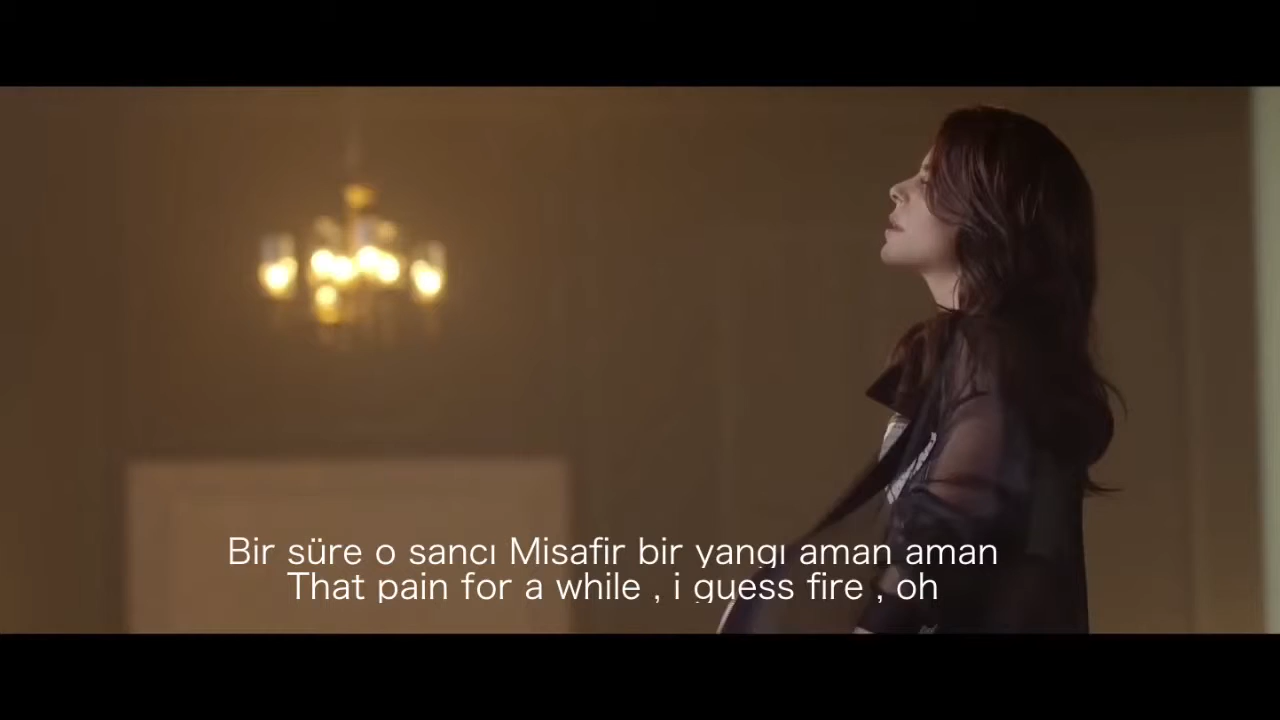 Bir süre o sancı Misafir bir yangı aman aman
That pain for a while , i guess fire , oh